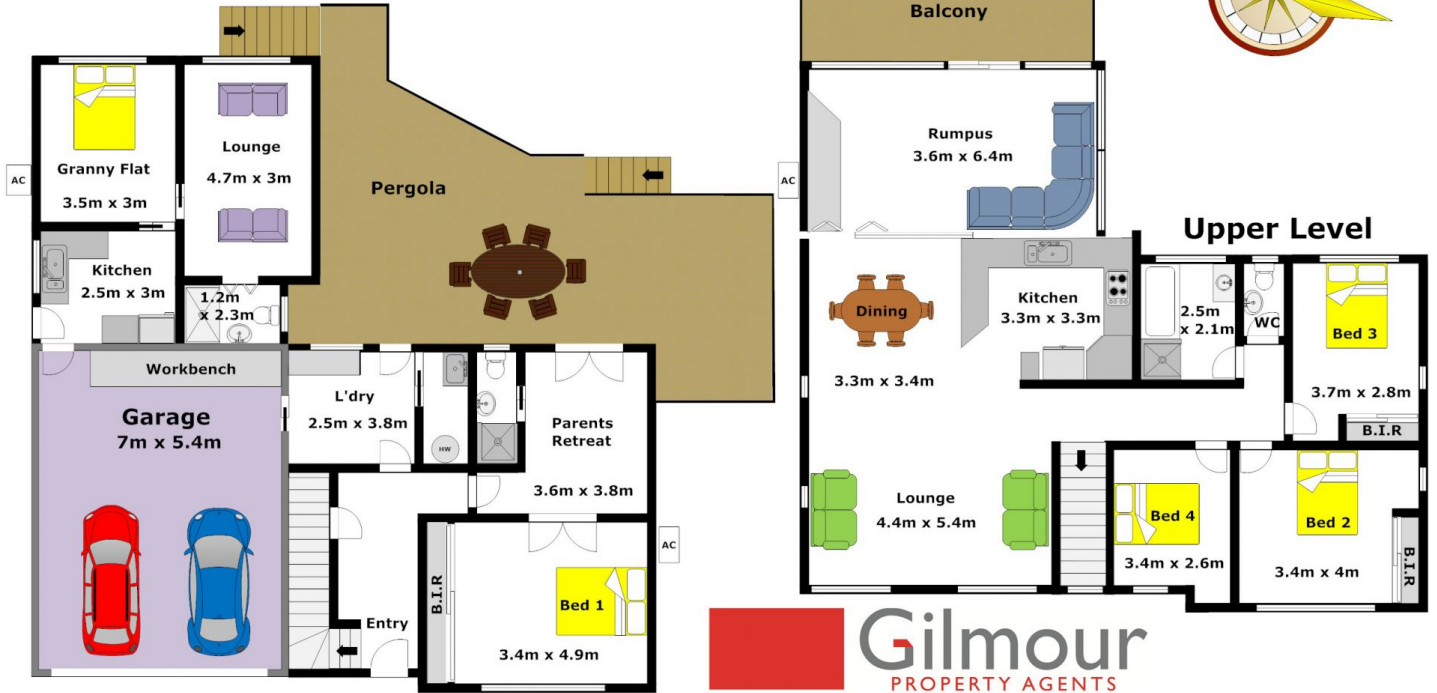 Granny Flat
3.5m x 3m
AC
Lounge
4.7m x 3m
Kitchen
2.5m x 3m
1.2m
x 2.3m
Pergola
Workbench
Garage
7m x 5.4m
L'dry
2.5m x 3.8m
HW
Parents
Retreat
3.6m x 3.8m
AC
B.I.R
Bed 1
3.4m x 4.9m
Entry
Balcony
Rumpus
3.6m x 6.4m
AC
Upper Level
Dining
3.3m x 3.4m
Kitchen
3.3m x 3.3m
2.5m
x 2.1m
WC
Bed 3
3.7m x 2.8m
B.I.R
Lounge
4.4m x 5.4m
Bed 4
3.4m x 2.6m
Bed 2
3.4m x 4m
B.I.R
Gilmour
PROPERTY AGENTS